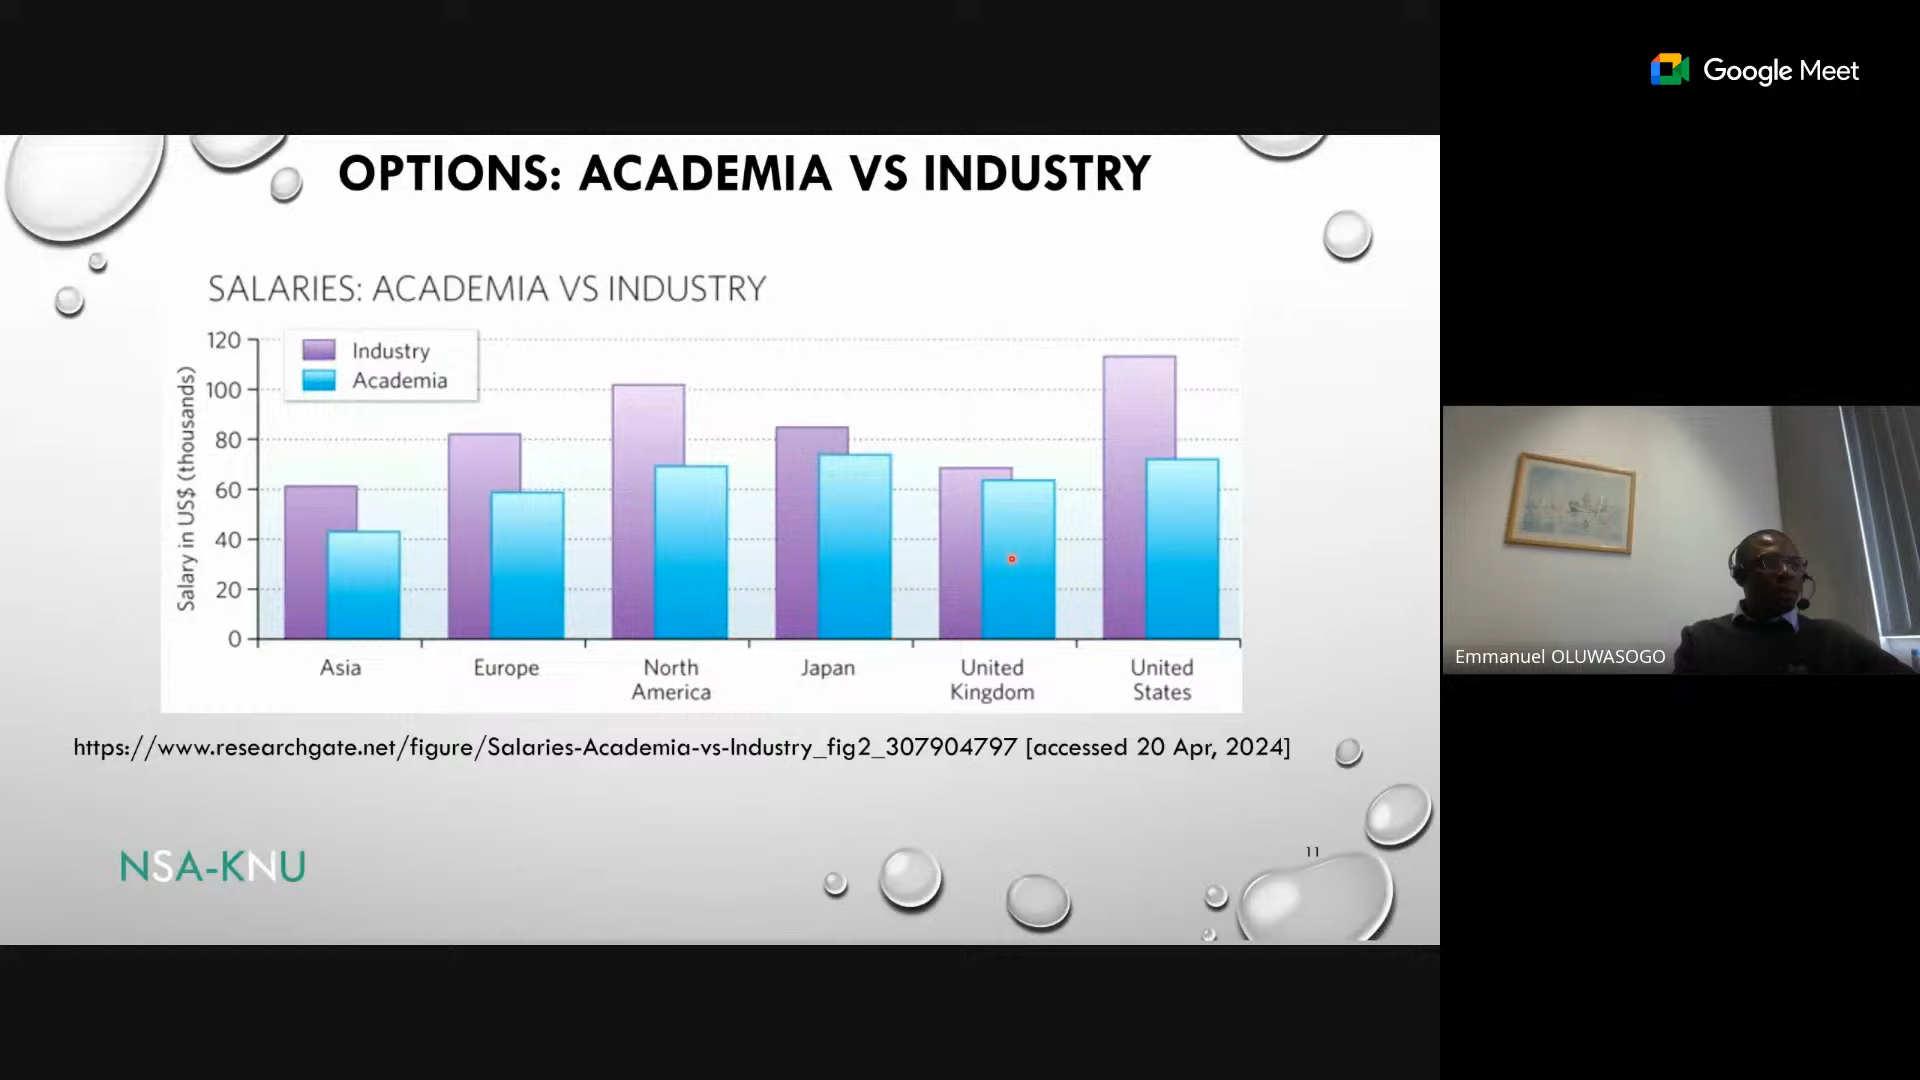 Google Meet
OPTIONS: ACADEMIA VS INDUSTRY
SALARIES: ACADEMIA VS INDUSTRY
Industry
Academia
Salary in US$ (thousands)
120
100
80
60
40
20
0
Asia
Europe
North
America
Japan
United
Kingdom
United
States
https://www.researchgate.net/figure/Salaries-Academia-vs-Industry_fig2_307904797 [accessed 20 Apr, 2024]
NSA-KNU
11
Emmanuel OLUWASOGO